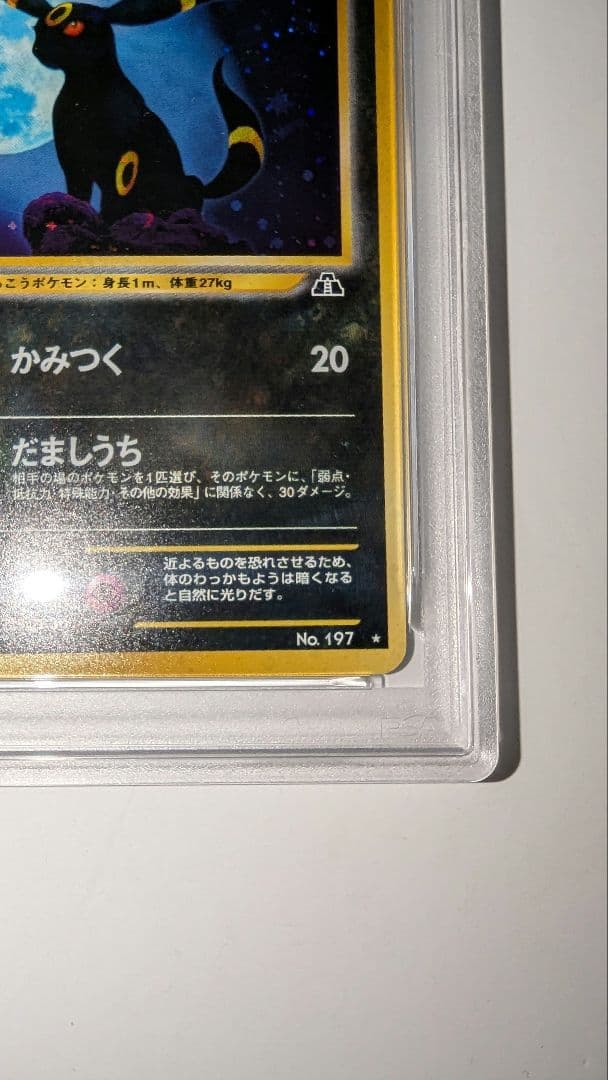 こうポケモン：身長1m、体重27kg
かみつく 20
だましうち
相手の場のポケモンを1匹選び、そのポケモンに、「弱点・
抵抗力・特殊能力・その他の効果」に関係なく、30ダメージ。
近よるものを恐れさせるため、
体のわっかもようは暗くなる
と自然に光りだす。
No. 197 ★
PSA